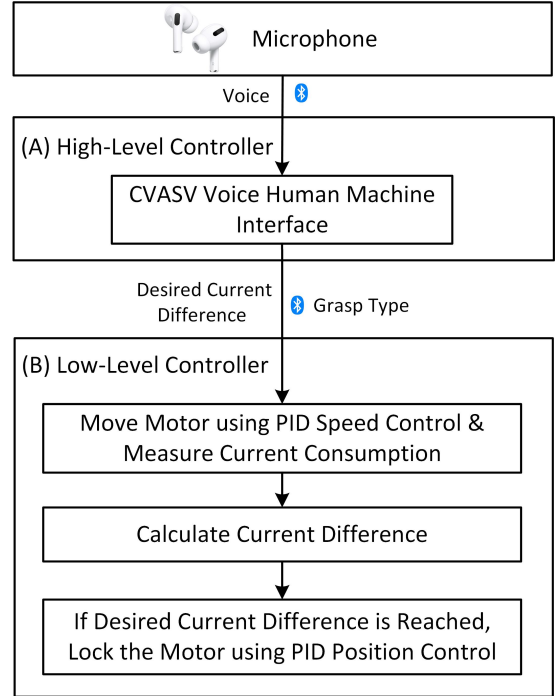 Microphone
Voice
(A) High-Level Controller
CVASV Voice Human Machine
Interface
Desired Current
Difference
Grasp Type
(B) Low-Level Controller
Move Motor using PID Speed Control &
Measure Current Consumption
Calculate Current Difference
If Desired Current Difference is Reached,
Lock the Motor using PID Position Control